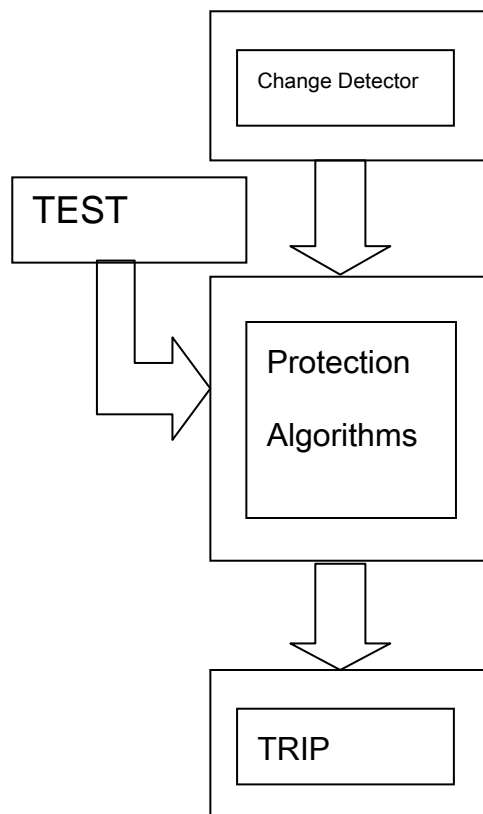 Change Detector
TEST
Protection
Algorithms
TRIP